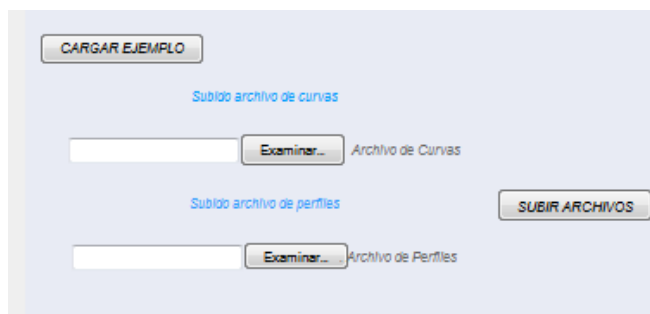 CARGAR EJEMPLO
Subido archivo de curvas
Examinar... Archivo de Curvas
Subido archivo de perfiles SUBIR ARCHIVOS
Examinar... Archivo de Perfiles